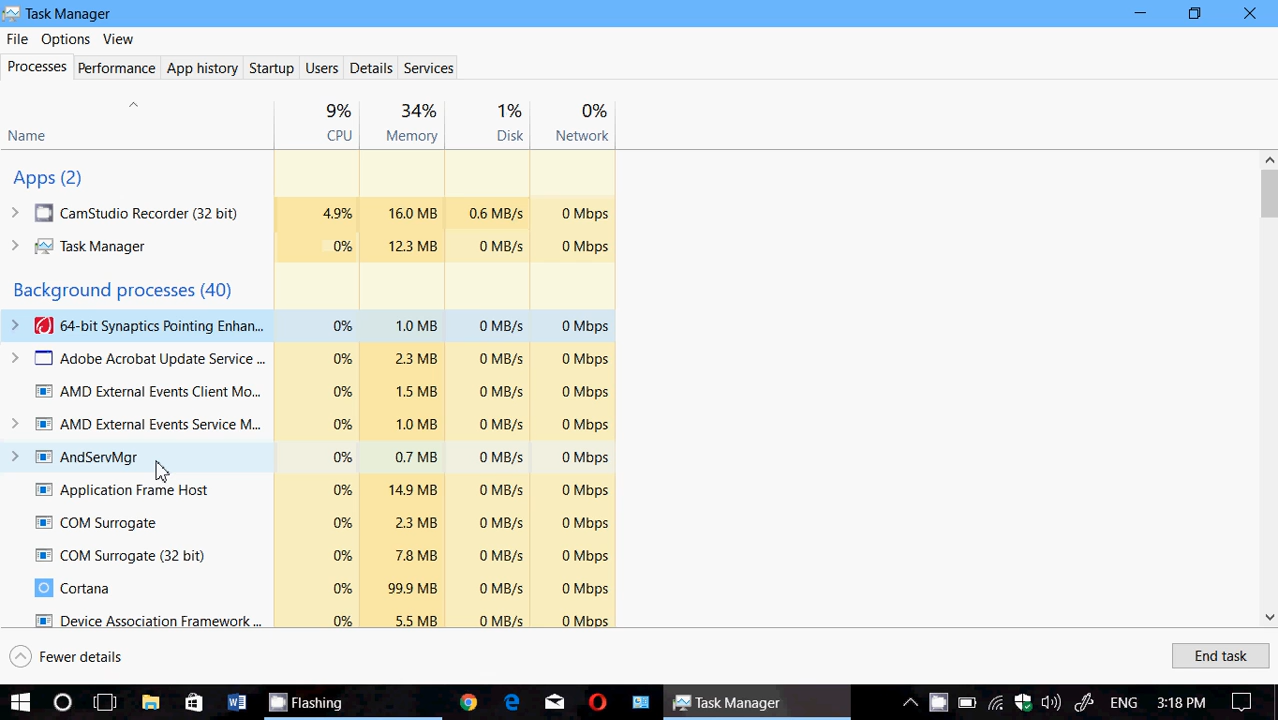 Task Manager
File Options View
Processes Performance App history Startup Users Details Services
9% 34% 1% 0%
Name CPU Memory Disk Network
Apps (2)
CamStudio Recorder (32 bit) 4.9% 16.0 MB 0.6 MB/s 0 Mbps
Task Manager 0% 12.3 MB 0 MB/s 0 Mbps
Background processes (40)
64-bit Synaptics Pointing Enhan... 0% 1.0 MB 0 MB/s 0 Mbps
Adobe Acrobat Update Service ... 0% 2.3 MB 0 MB/s 0 Mbps
AMD External Events Client Mo... 0% 1.5 MB 0 MB/s 0 Mbps
AMD External Events Service M... 0% 1.0 MB 0 MB/s 0 Mbps
AndServMgr 0% 0.7 MB 0 MB/s 0 Mbps
Application Frame Host 0% 14.9 MB 0 MB/s 0 Mbps
COM Surrogate 0% 2.3 MB 0 MB/s 0 Mbps
COM Surrogate (32 bit) 0% 7.8 MB 0 MB/s 0 Mbps
Cortana 0% 99.9 MB 0 MB/s 0 Mbps
Device Association Framework ... 0% 5.5 MB 0 MB/s 0 Mbps
Fewer details End task
Flashing Task Manager ENG 3:18 PM